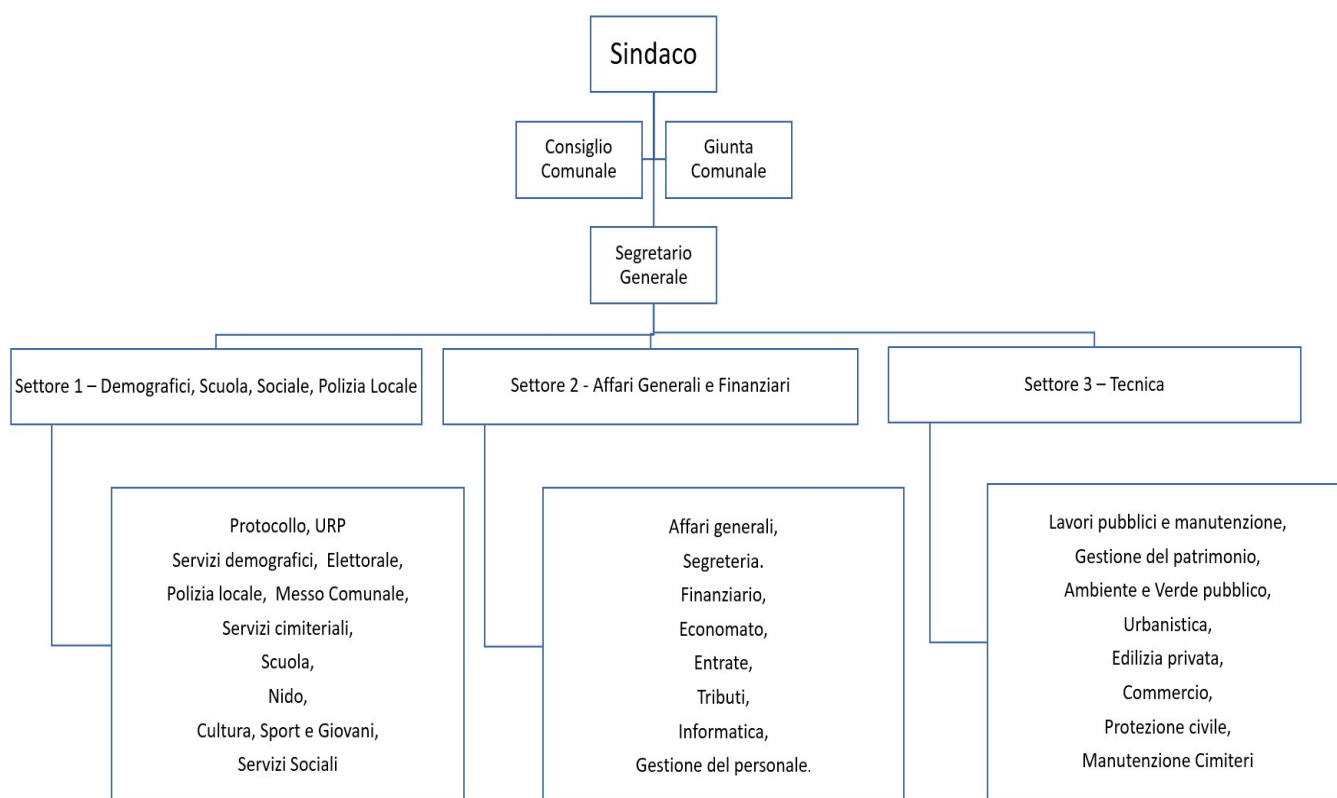 Sindaco
Consiglio
Comunale
Giunta
Comunale
Segretario
Generale
Settore 1 – Demografici, Scuola, Sociale, Polizia Locale
Settore 2 - Affari Generali e Finanziari
Settore 3 – Tecnica
Protocollo, URP
Servizi demografici, Elettorale,
Polizia locale, Messo Comunale,
Servizi cimiteriali,
Scuola,
Nido,
Cultura, Sport e Giovani,
Servizi Sociali
Affari generali,
Segreteria.
Finanziario,
Economato,
Entrate,
Tributi,
Informatica,
Gestione del personale.
Lavori pubblici e manutenzione,
Gestione del patrimonio,
Ambiente e Verde pubblico,
Urbanistica,
Edilizia privata,
Commercio,
Protezione civile,
Manutenzione Cimiteri